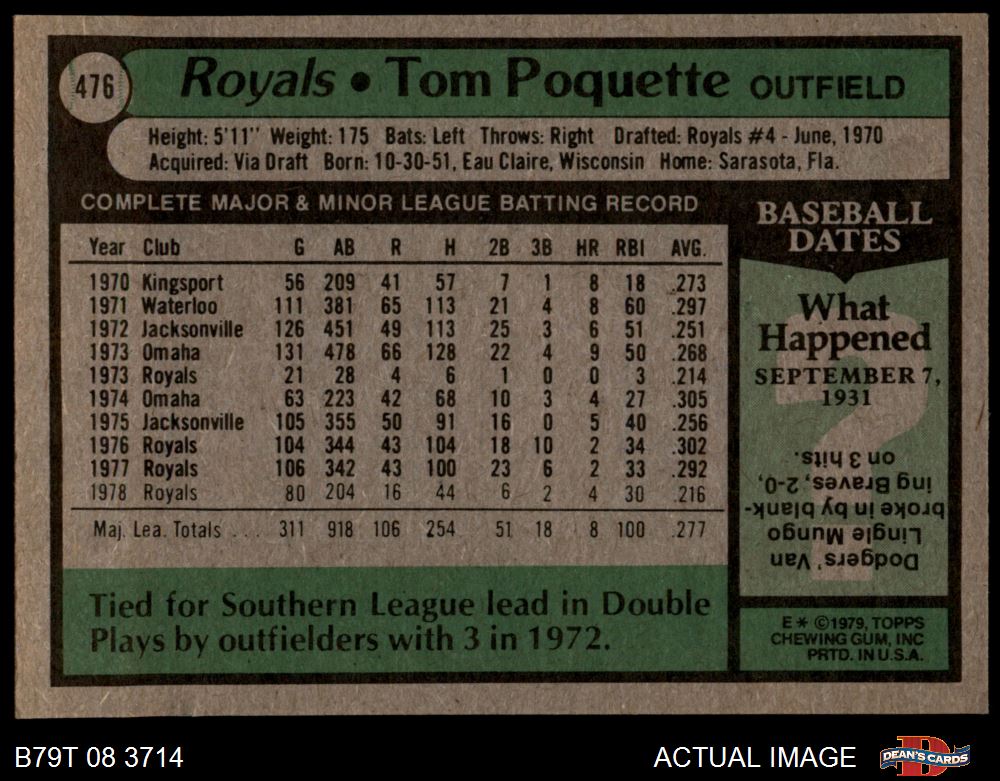 476
Royals • Tom Poquette OUTFIELD
Height: 5'11" Weight: 175 Bats: Left Throws: Right Drafted: Royals #4 - June, 1970
Acquired: Via Draft Born: 10-30-51, Eau Claire, Wisconsin Home: Sarasota, Fla.
COMPLETE MAJOR & MINOR LEAGUE BATTING RECORD
Year Club G AB R H 2B 3B HR RBI AVG.
1970 Kingsport 56 209 41 57 7 1 8 18 .273
1971 Waterloo 111 381 65 113 21 4 8 60 .297
1972 Jacksonville 126 451 49 113 25 3 6 51 .251
1973 Omaha 131 478 66 128 22 4 9 50 .268
1973 Royals 21 28 4 6 1 0 0 3 .214
1974 Omaha 63 223 42 68 10 3 4 27 .305
1975 Jacksonville 105 355 50 91 16 0 5 40 .256
1976 Royals 104 344 43 104 18 10 2 34 .302
1977 Royals 106 342 43 100 23 6 2 33 .292
1978 Royals 80 204 16 44 6 2 4 30 .216
Maj. Lea. Totals . . . 311 918 106 254 51 18 8 100 .277
Tied for Southern League lead in Double
Plays by outfielders with 3 in 1972.
BASEBALL
DATES
What
Happened
SEPTEMBER 7,
1931
?
Dodgers' Van
Lingle Mungo
broke in by blank-
ing Braves, 2-0,
on 3 hits.
E * ©1979, TOPPS
CHEWING GUM, INC
PRTD. IN U.S.A.
B79T 08 3714
ACTUAL IMAGE
D
DEAN'S CARDS